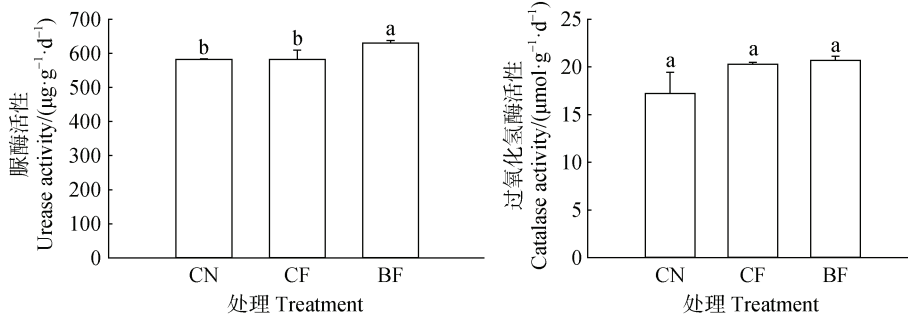 脲酶活性
Urease activity/(μg·g⁻¹·d⁻¹)
700
600
500
400
300
200
100
0
b
b
a
CN
CF
BF
处理 Treatment
过氧化氢酶活性
Catalase activity/(μmol·g⁻¹·d⁻¹)
25
20
15
10
5
0
a
a
a
CN
CF
BF
处理 Treatment